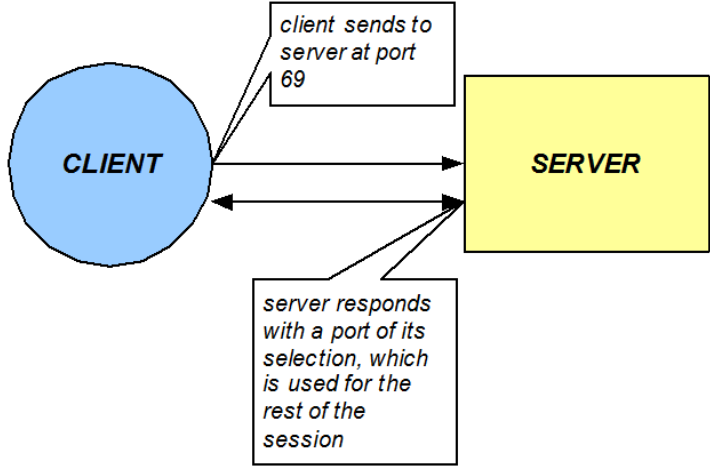 client sends to
server at port
69
CLIENT
SERVER
server responds
with a port of its
selection, which
is used for the
rest of the
session